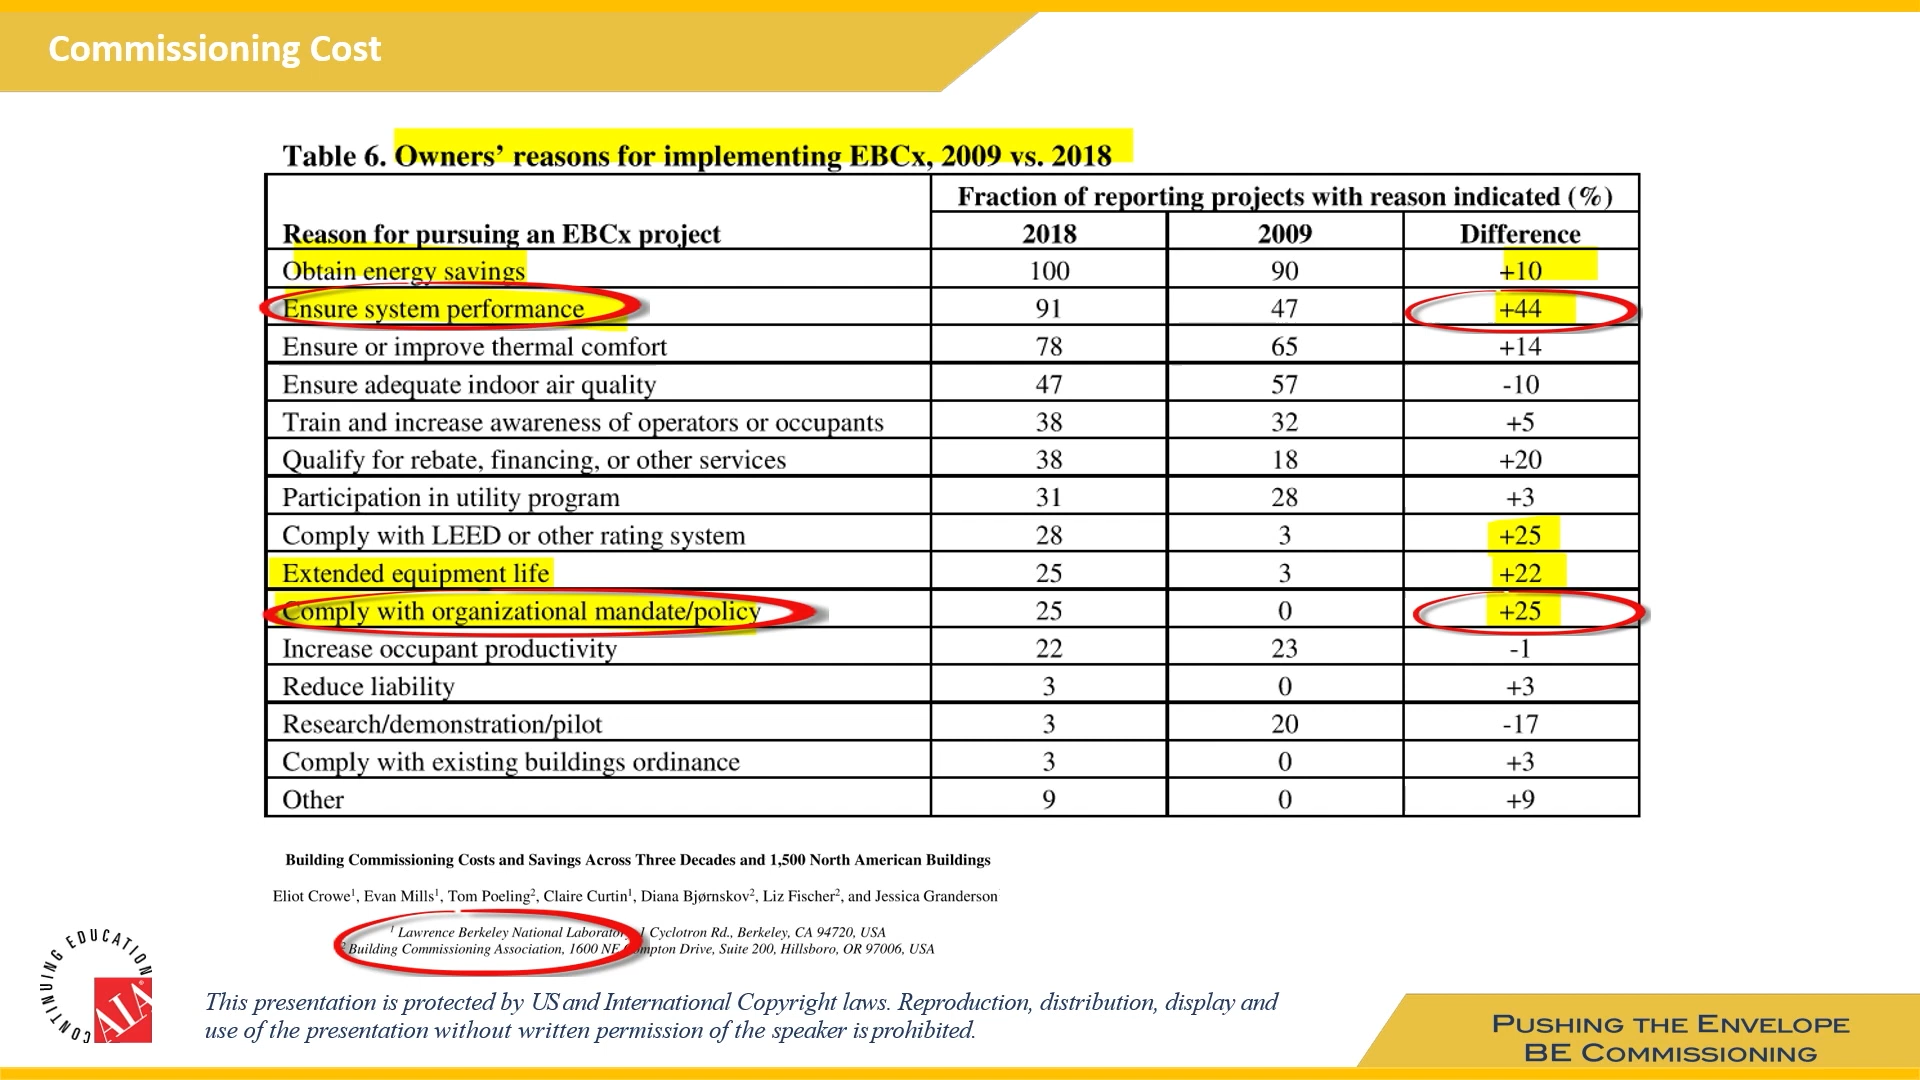 Commissioning Cost
Table 6. Owners’ reasons for implementing EBCx, 2009 vs. 2018
Fraction of reporting projects with reason indicated (%)
Reason for pursuing an EBCx project 2018 2009 Difference
Obtain energy savings 100 90 +10
Ensure system performance 91 47 +44
Ensure or improve thermal comfort 78 65 +14
Ensure adequate indoor air quality 47 57 -10
Train and increase awareness of operators or occupants 38 32 +5
Qualify for rebate, financing, or other services 38 18 +20
Participation in utility program 31 28 +3
Comply with LEED or other rating system 28 3 +25
Extended equipment life 25 3 +22
Comply with organizational mandate/policy 25 0 +25
Increase occupant productivity 22 23 -1
Reduce liability 3 0 +3
Research/demonstration/pilot 3 20 -17
Comply with existing buildings ordinance 3 0 +3
Other 9 0 +9
Building Commissioning Costs and Savings Across Three Decades and 1,500 North American Buildings
Eliot Crowe1, Evan Mills1, Tom Poeling2, Claire Curtin1, Diana Bjørnskov2, Liz Fischer2, and Jessica Granderson
1 Lawrence Berkeley National Laboratory, 1 Cyclotron Rd., Berkeley, CA 94720, USA
2 Building Commissioning Association, 1600 NE Drive, Suite 200, Hillsboro, OR 97006, USA
CONTINUING EDUCATION
AIA
This presentation is protected by US and International Copyright laws. Reproduction, distribution, display and
use of the presentation without written permission of the speaker is prohibited.
PUSHING THE ENVELOPE
BE COMMISSIONING